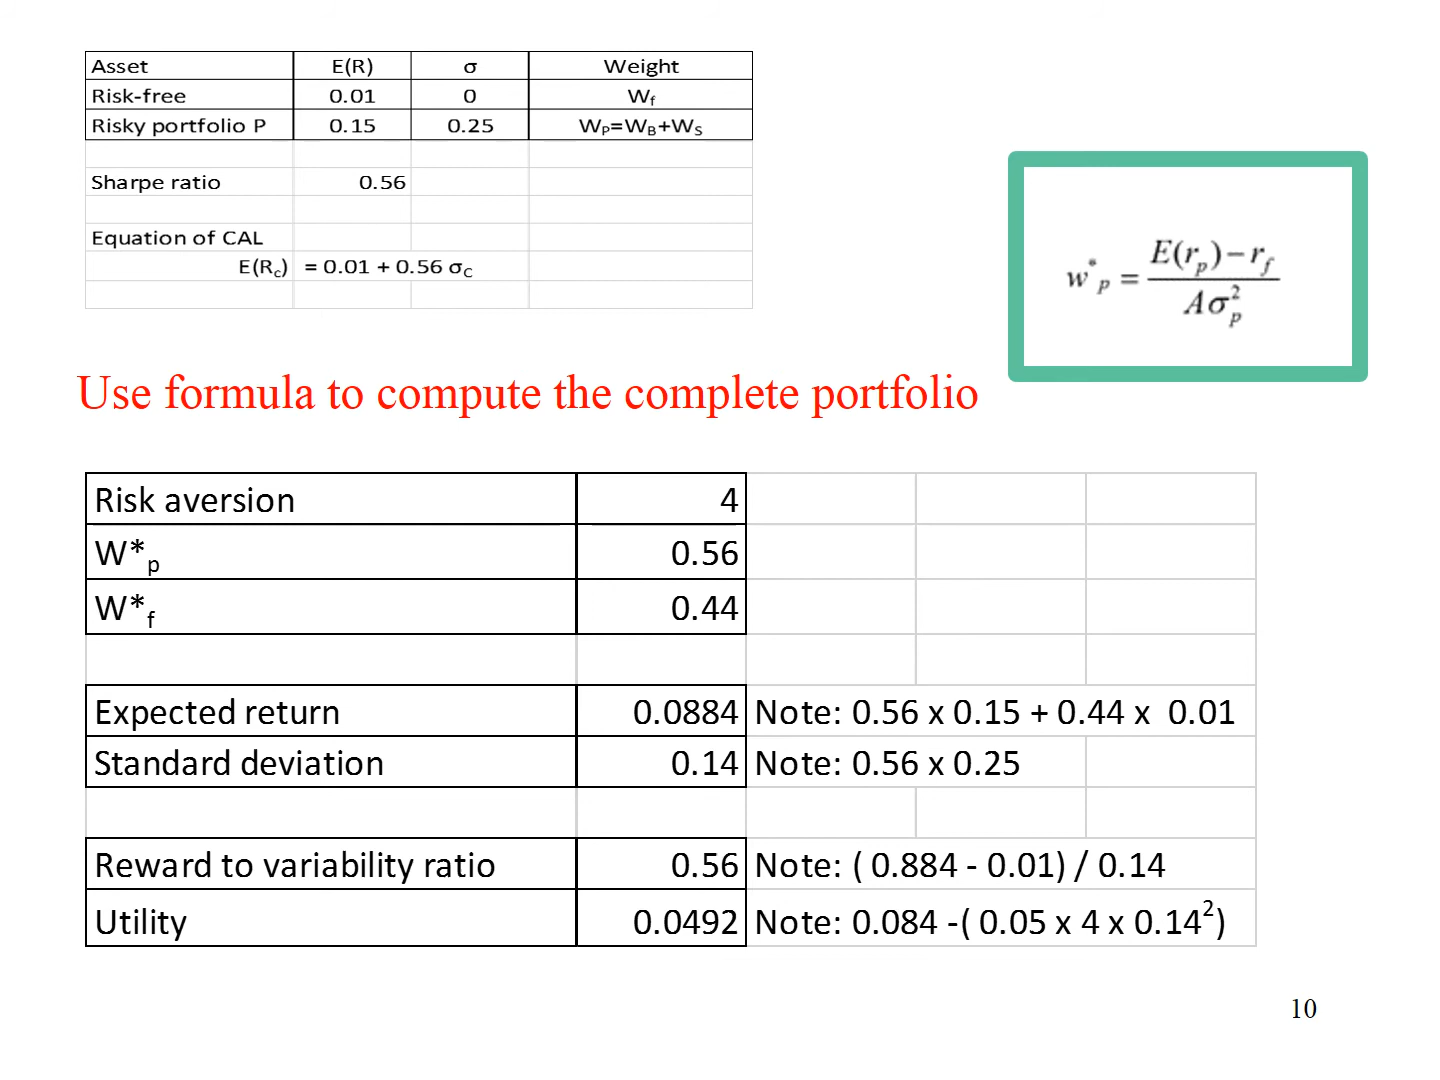 Asset E(R) σ Weight
Risk-free 0.01 0 Wf
Risky portfolio P 0.15 0.25 WP=WB+WS
Sharpe ratio 0.56
Equation of CAL
E(Rc) = 0.01 + 0.56 σC
w*p = E(rp) − rf / Aσ²p
Use formula to compute the complete portfolio
Risk aversion 4
W*p 0.56
W*f 0.44
Expected return 0.0884 Note: 0.56 x 0.15 + 0.44 x 0.01
Standard deviation 0.14 Note: 0.56 x 0.25
Reward to variability ratio 0.56 Note: ( 0.884 - 0.01) / 0.14
Utility 0.0492 Note: 0.084 -( 0.05 x 4 x 0.14²)
10